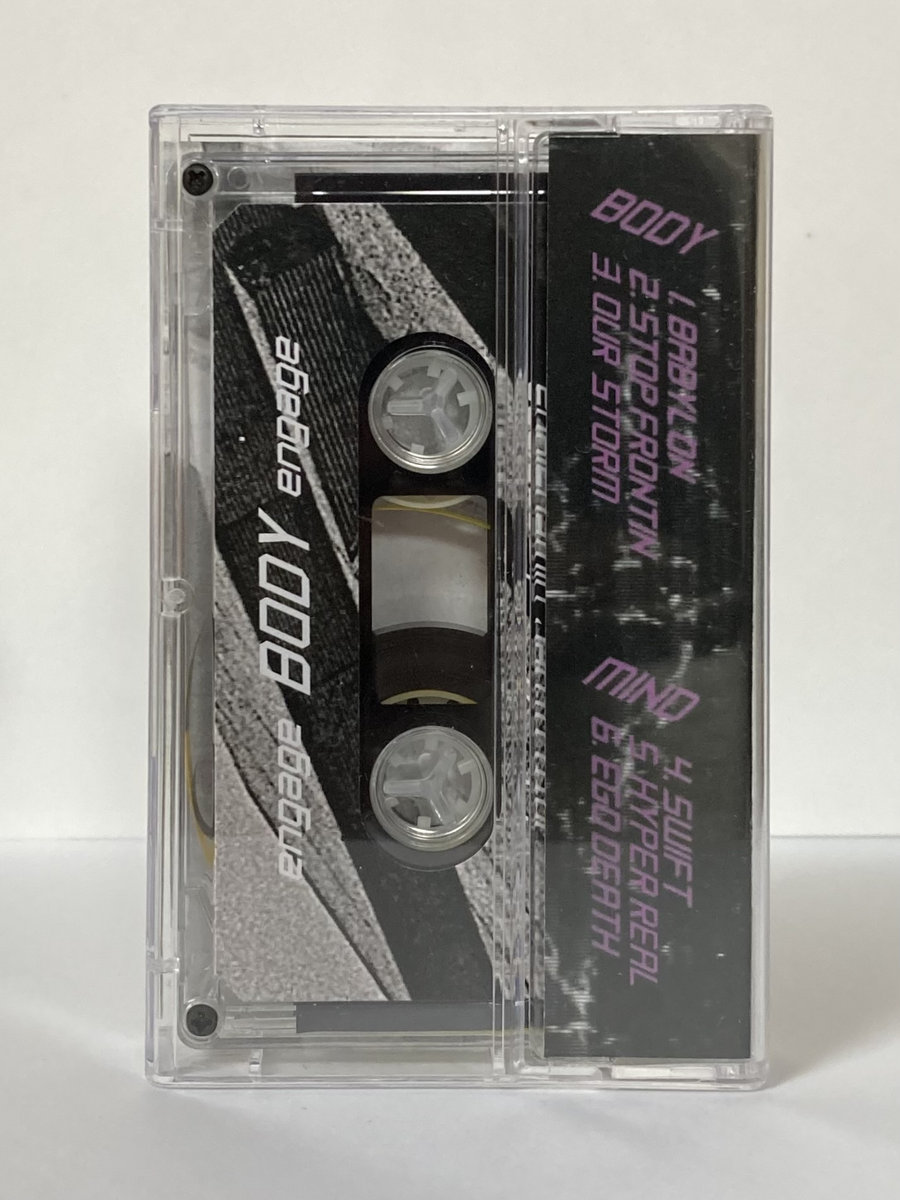 engage BODY engage
BODY
1. BABYLON
2. STOP FRONTIN
3. OUR STORM
MIND
4. SWIFT
5. HYPER REAL
6. EGO DEATH